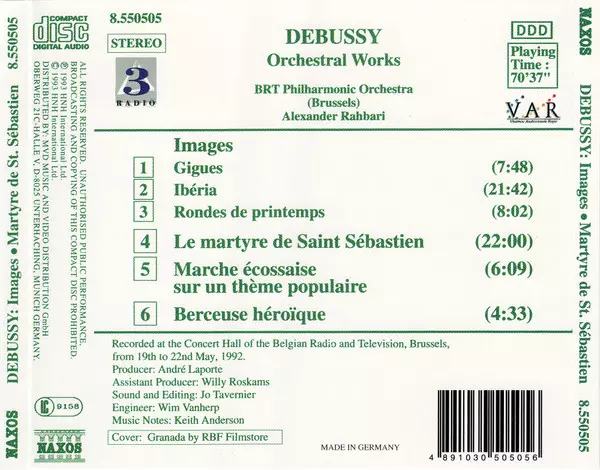 8.550505
DEBUSSY: Images • Martyre de St. Sébastien
NAXOS
COMPACT
disc
DIGITAL AUDIO
8.550505
STEREO
3
RADIO
ALL RIGHTS RESERVED. UNAUTHORISED PUBLIC PERFORMANCE,
BROADCASTING AND COPYING OF THIS COMPACT DISC PROHIBITED.
℗ 1993 HNH International Ltd.
© 1993 HNH International Ltd.
DISTRIBUTED BY: MVD MUSIC AND VIDEO DISTRIBUTION GmbH
OBERWEG 21C-HALLE V, D-8025 UNTERHACHING, MUNICH GERMANY.
LC 9158
NAXOS
DEBUSSY
Orchestral Works
BRT Philharmonic Orchestra
(Brussels)
Alexander Rahbari
DDD
Playing
Time :
70'37"
VAR
Images
1 Gigues (7:48)
2 Ibéria (21:42)
3 Rondes de printemps (8:02)
4 Le martyre de Saint Sébastien (22:00)
5 Marche écossaise (6:09)
sur un thème populaire
6 Berceuse héroïque (4:33)
Recorded at the Concert Hall of the Belgian Radio and Television, Brussels,
from 19th to 22nd May, 1992.
Producer: André Laporte
Assistant Producer: Willy Roskams
Sound and Editing: Jo Tavernier
Engineer: Wim Vanherp
Music Notes: Keith Anderson
Cover: Granada by RBF Filmstore
MADE IN GERMANY
4 891030 505056
NAXOS
DEBUSSY: Images • Martyre de St. Sébastien
8.550505